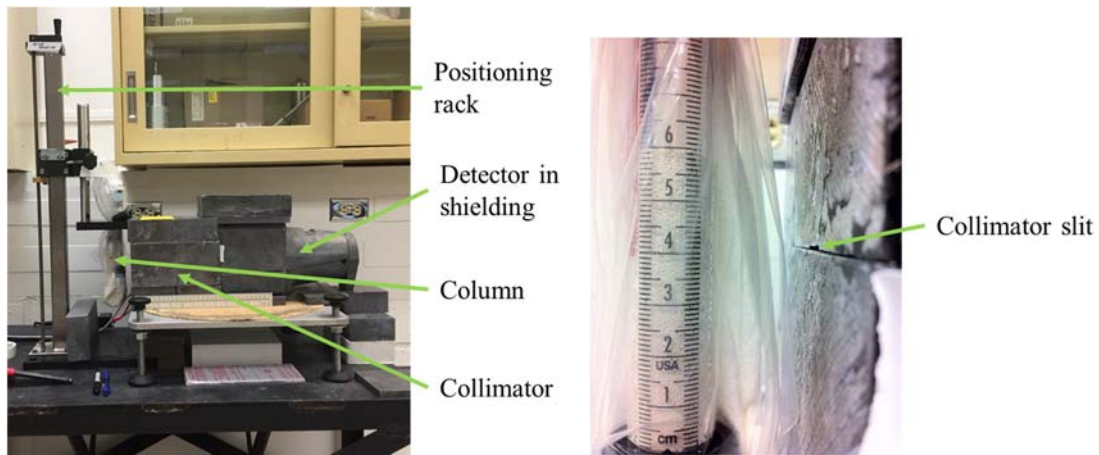 Positioning
rack
Detector in
shielding
Column
Collimator
6
5
4
3
2
USA
1
cm
Collimator slit